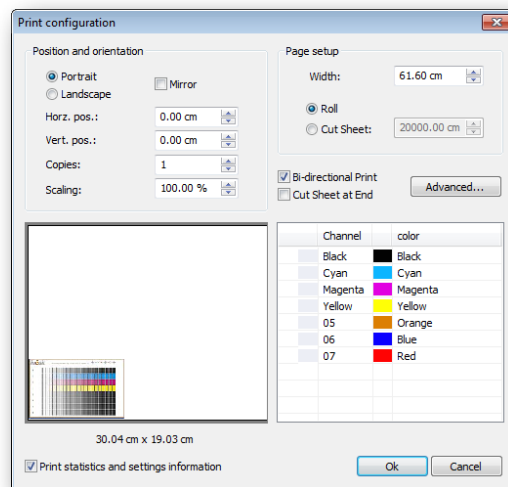 Print configuration
Position and orientation
Portrait
Landscape
Mirror
Horz. pos.: 0.00 cm
Vert. pos.: 0.00 cm
Copies: 1
Scaling: 100.00 %
Page setup
Width: 61.60 cm
Roll
Cut Sheet: 20000.00 cm
Bi-directional Print
Cut Sheet at End
Advanced...
Channel color
Black Black
Cyan Cyan
Magenta Magenta
Yellow Yellow
05 Orange
06 Blue
07 Red
30.04 cm x 19.03 cm
Print statistics and settings information
Ok Cancel